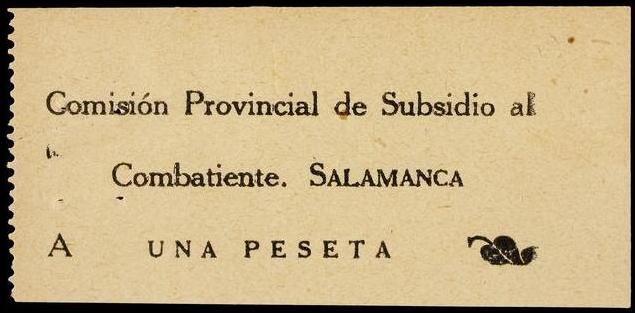 Comisión Provincial de Subsidio al
Combatiente. SALAMANCA
A UNA PESETA